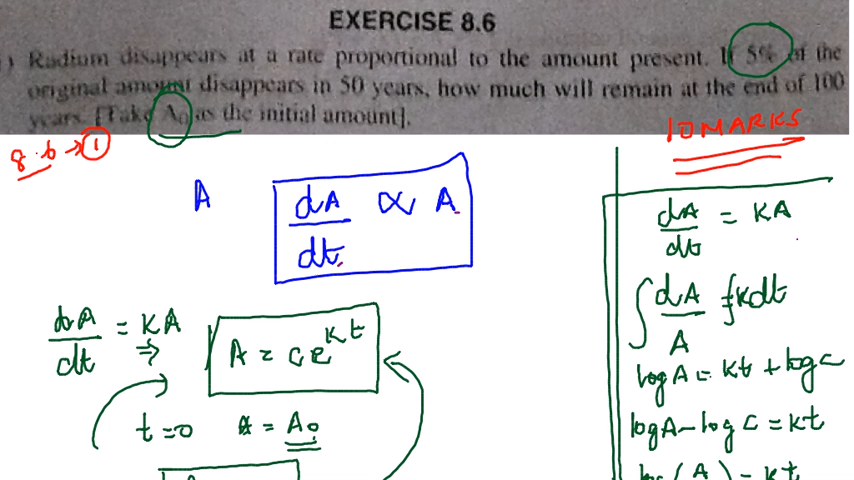 EXERCISE 8.6
) Radium disappears at a rate proportional to the amount present. If 5% of the
original amount disappears in 50 years, how much will remain at the end of 100
years. [Take A₀ as the initial amount].
8.6 → 1
10 MARKS
A
dA/dt ∝ A
dA/dt = KA ⇒
A = ce^{Kt}
t=0 A = A₀
dA/dt = KA
∫ dA/A = ∫kdt
log A = kt + log c
log A − log c = kt
log(A ) = kt